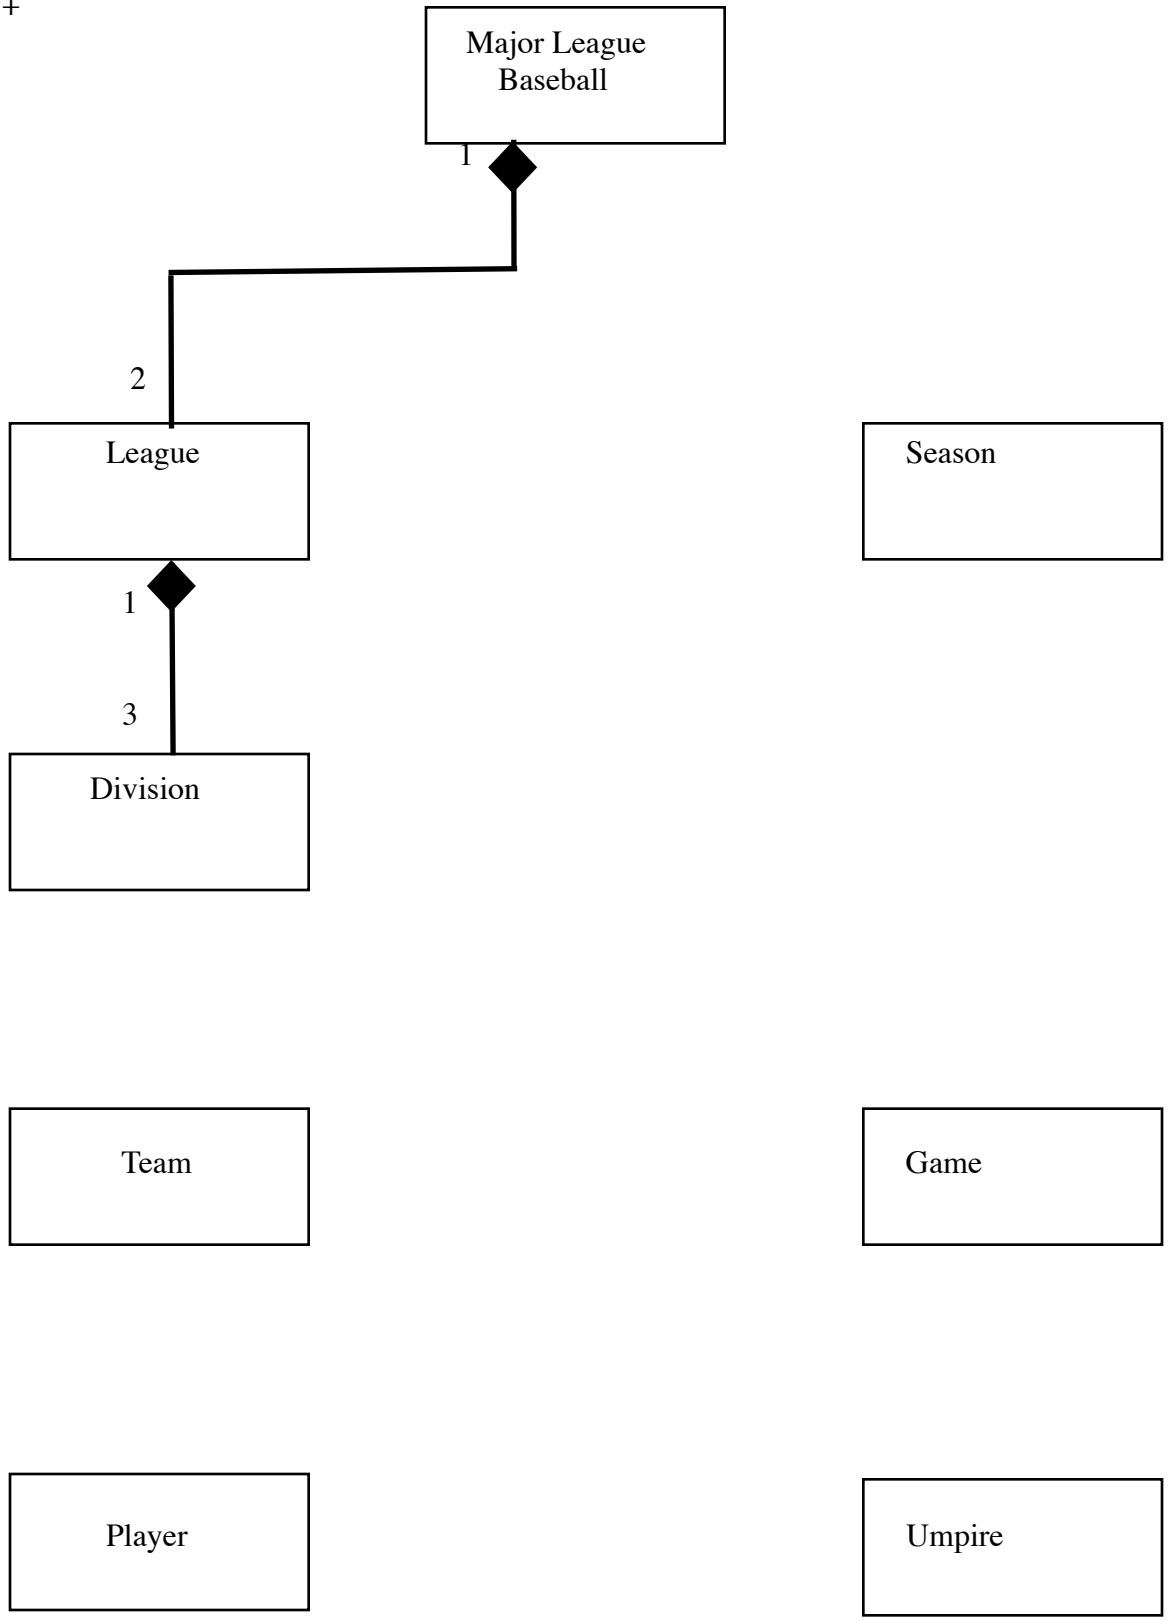 +
Major League
Baseball
1
2
League
Season
1
3
Division
Team
Game
Player
Umpire